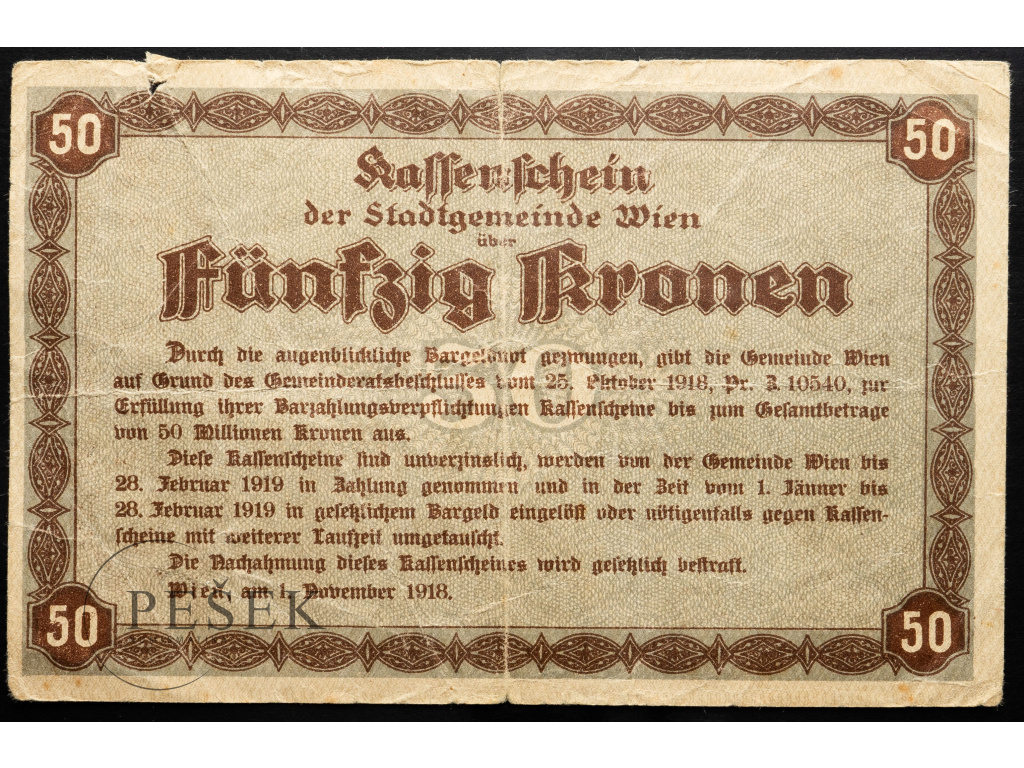 50 50
Kassenschein
der Stadtgemeinde Wien
über
Fünfzig Kronen
50
Durch die augenblickliche Bargeldnot gezwungen, gibt die Gemeinde Wien
auf Grund des Gemeinderatsbeschlusses vom 25. Oktober 1918, Pr. Z. 10540, zur
Erfüllung ihrer Barzahlungsverpflichtungen Kassenscheine bis zum Gesamtbetrage
von 50 Millionen Kronen aus.
Diese Kassenscheine sind unverzinslich, werden von der Gemeinde Wien bis
28. Februar 1919 in Zahlung genommen und in der Zeit vom 1. Jänner bis
28. Februar 1919 in gesetzlichem Bargeld eingelöst oder nötigenfalls gegen Kassen-
scheine mit weiterer Laufzeit umgetauscht.
Die Nachahmung dieses Kassenscheines wird gesetzlich bestraft.
Wien, am 1. November 1918.
PEŠEK
50 50